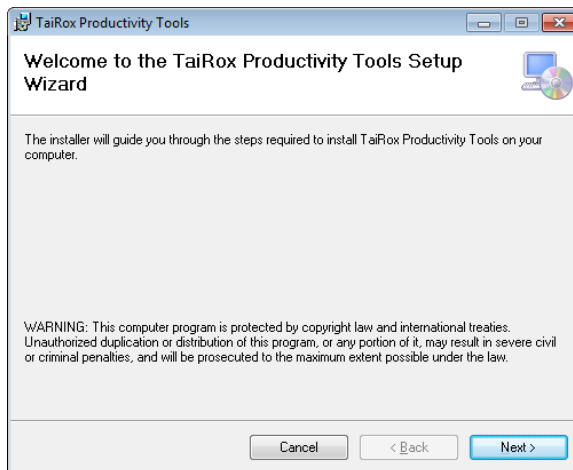 TaiRox Productivity Tools
Welcome to the TaiRox Productivity Tools Setup
Wizard
The installer will guide you through the steps required to install TaiRox Productivity Tools on your
computer.
WARNING: This computer program is protected by copyright law and international treaties.
Unauthorized duplication or distribution of this program, or any portion of it, may result in severe civil
or criminal penalties, and will be prosecuted to the maximum extent possible under the law.
Cancel < Back Next >